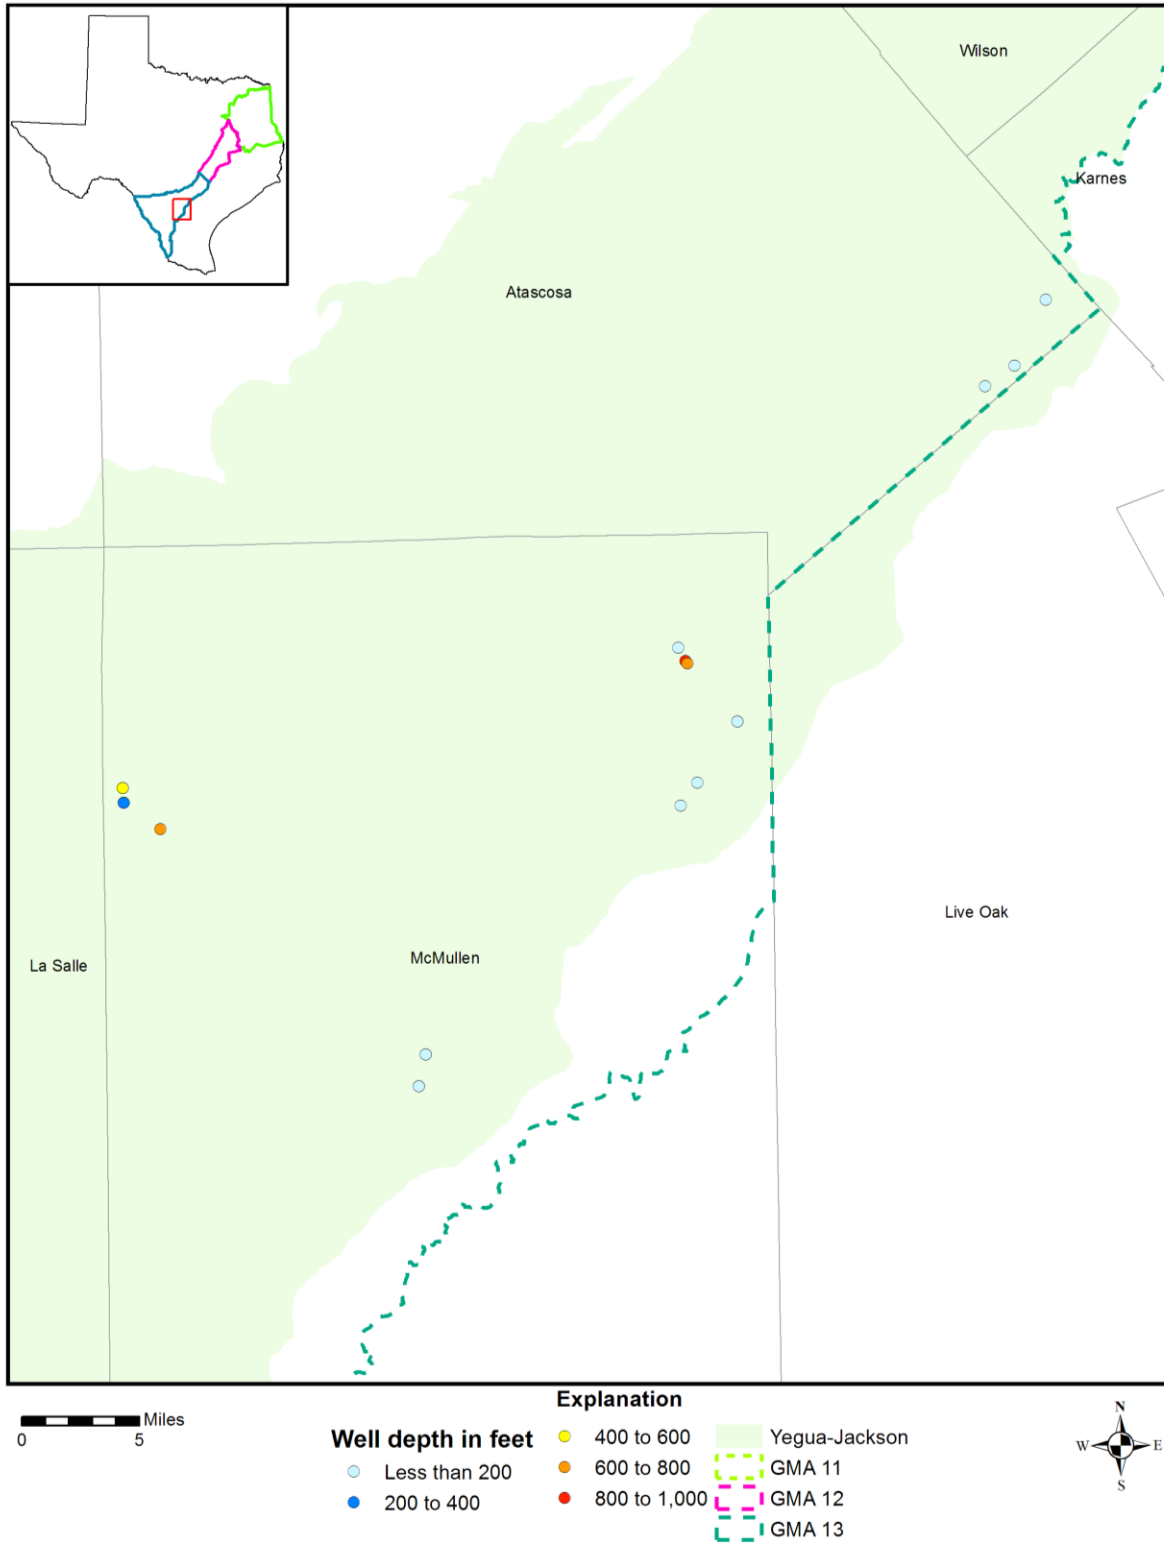 Wilson
Karnes
Atascosa
Live Oak
McMullen
La Salle
Explanation
Miles
0 5
Well depth in feet
Less than 200
200 to 400
400 to 600
600 to 800
800 to 1,000
Yegua-Jackson
GMA 11
GMA 12
GMA 13
N
W E
S